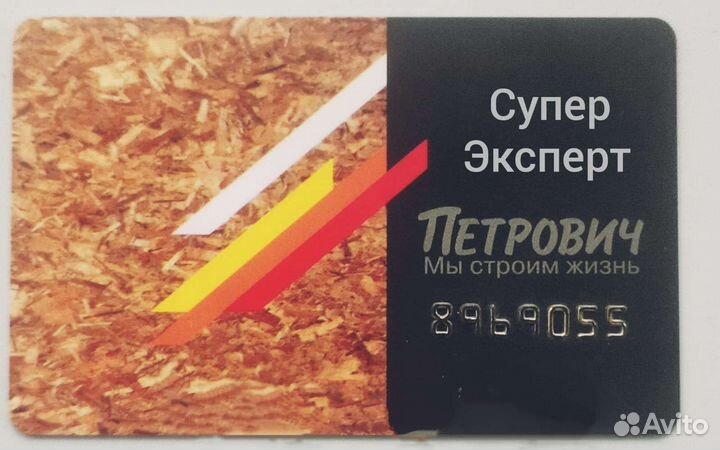 Супер
Эксперт
ПЕТРОВИЧ
Мы строим жизнь
8969055
Avito